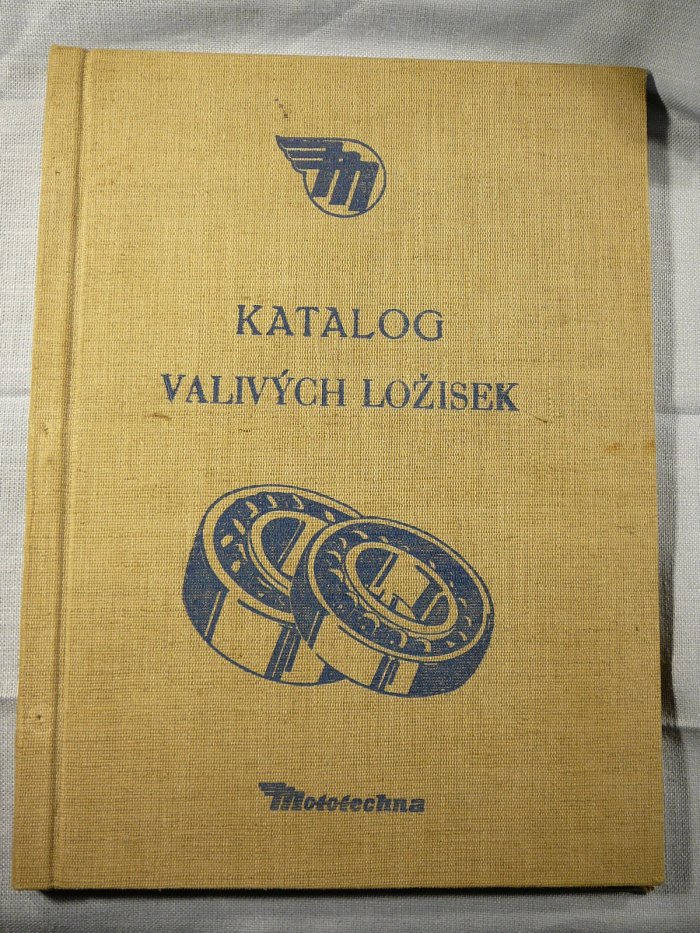 M
KATALOG
VALIVÝCH LOŽISEK
Mototechna